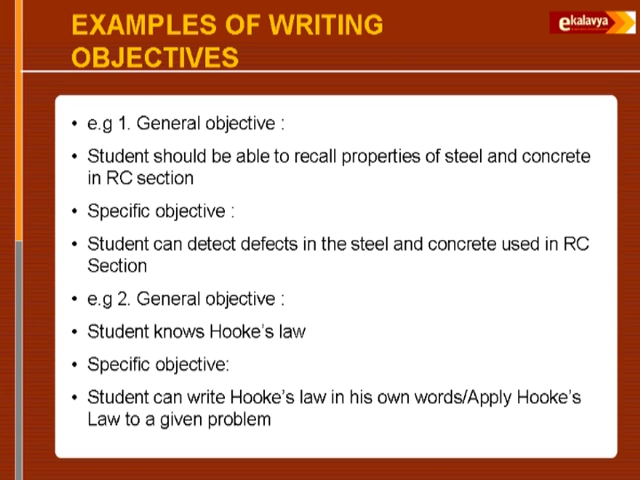 EXAMPLES OF WRITING
OBJECTIVES
ekalavya
• e.g 1. General objective :
• Student should be able to recall properties of steel and concrete
in RC section
• Specific objective :
• Student can detect defects in the steel and concrete used in RC
Section
• e.g 2. General objective :
• Student knows Hooke's law
• Specific objective:
• Student can write Hooke's law in his own words/Apply Hooke's
Law to a given problem